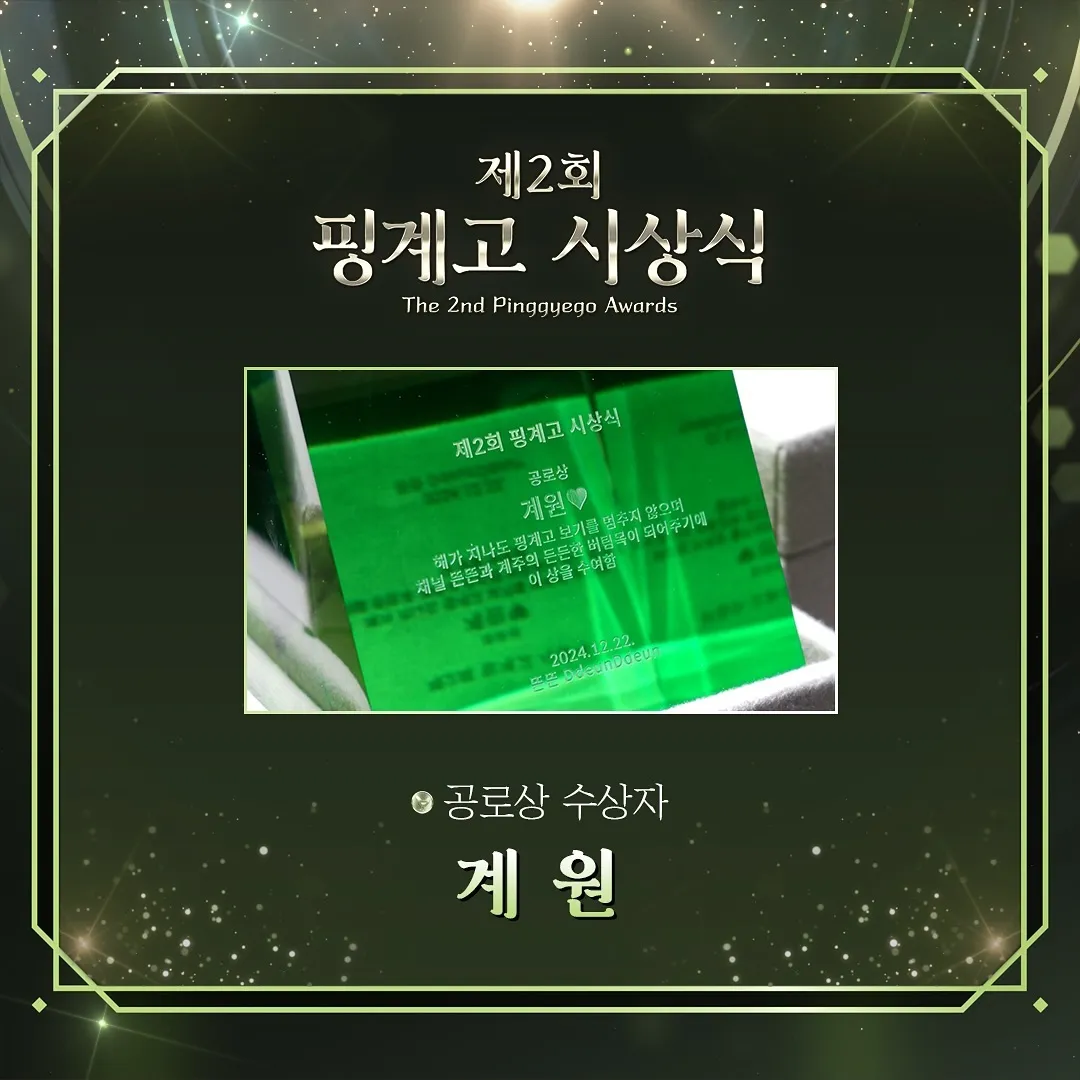 제2회
핑계고 시상식
The 2nd Pinggyego Awards
제2회 핑계고 시상식
공로상
계원♥
해가 지나도 핑계고 보기를 멈추지 않으며
채널 뜬뜬과 계주의 든든한 버팀목이 되어주기에
이 상을 수여함
2024.12.22.
뜬뜬 DdeunDdeun
공로상 수상자
계 원